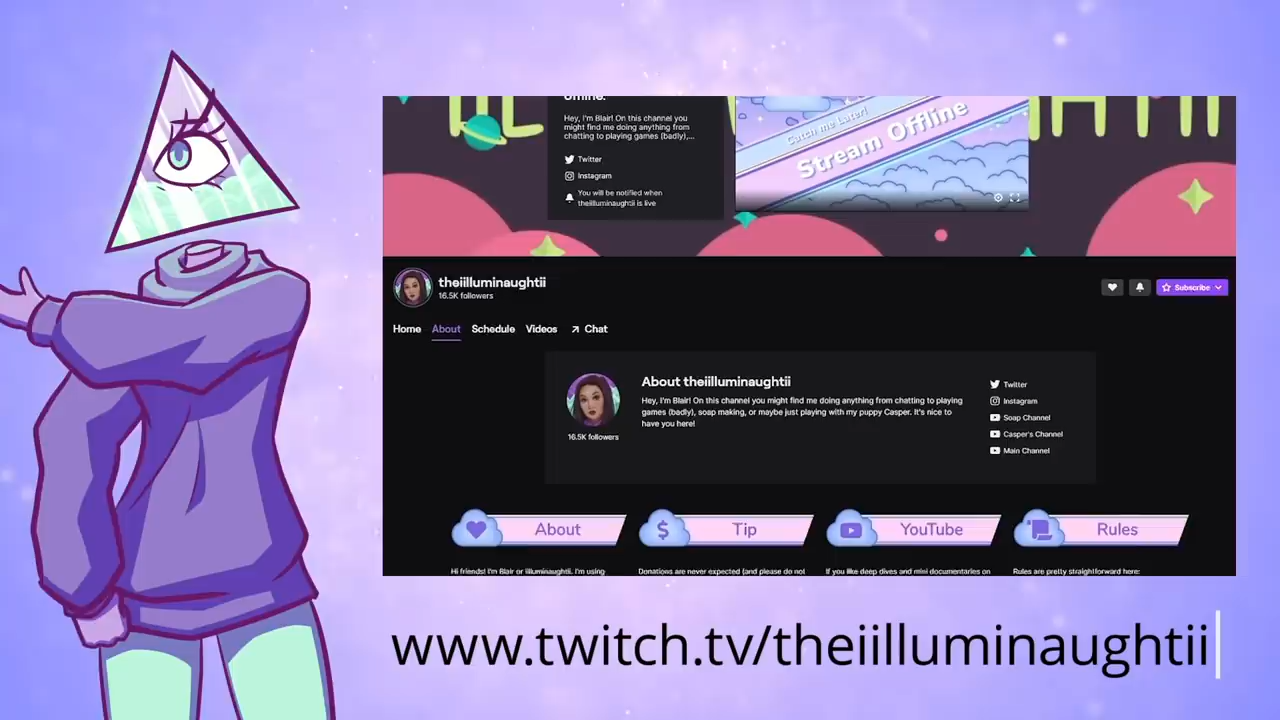 offline.
Hey, I'm Blair! On this channel you
might find me doing anything from
chatting to playing games (badly),...
Twitter
Instagram
You will be notified when
theiilluminaughtii is live
Catch me Later!
Stream Offline
theiilluminaughtii
16.5K followers
Subscribe
Home About Schedule Videos Chat
About theiilluminaughtii
Hey, I'm Blair! On this channel you might find me doing anything from chatting to playing
games (badly), soap making, or maybe just playing with my puppy Casper. It's nice to
have you here!
16.5K followers
Twitter
Instagram
Soap Channel
Casper's Channel
Main Channel
About
Tip
YouTube
Rules
Hi friends! I'm Blair or iilluminaughtii. I'm using
Donations are never expected (and please do not
If you like deep dives and mini documentaries on
Rules are pretty straightforward here:
www.twitch.tv/theiilluminaughtii